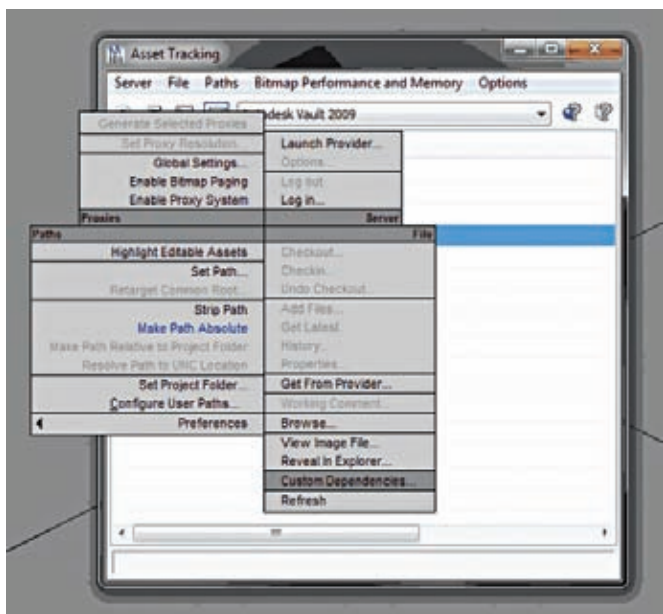 Asset Tracking
Server File Paths Bitmap Performance and Memory Options
desk Vault 2009
Generate Selected Proxies
Set Proxy Resolution...
Global Settings...
Enable Bitmap Paging
Enable Proxy System
Proxies
Launch Provider...
Options...
Log out
Log in...
Server
Paths
Highlight Editable Assets
Set Path...
Retarget Common Root...
Strip Path
Make Path Absolute
Make Path Relative to Project Folder
Resolve Path to UNC Location
Set Project Folder...
Configure User Paths...
Preferences
File
Checkout...
Checkin...
Undo Checkout...
Add Files...
Get Latest
History...
Properties...
Get From Provider...
Working Comment...
Browse...
View Image File...
Reveal in Explorer...
Custom Dependencies...
Refresh